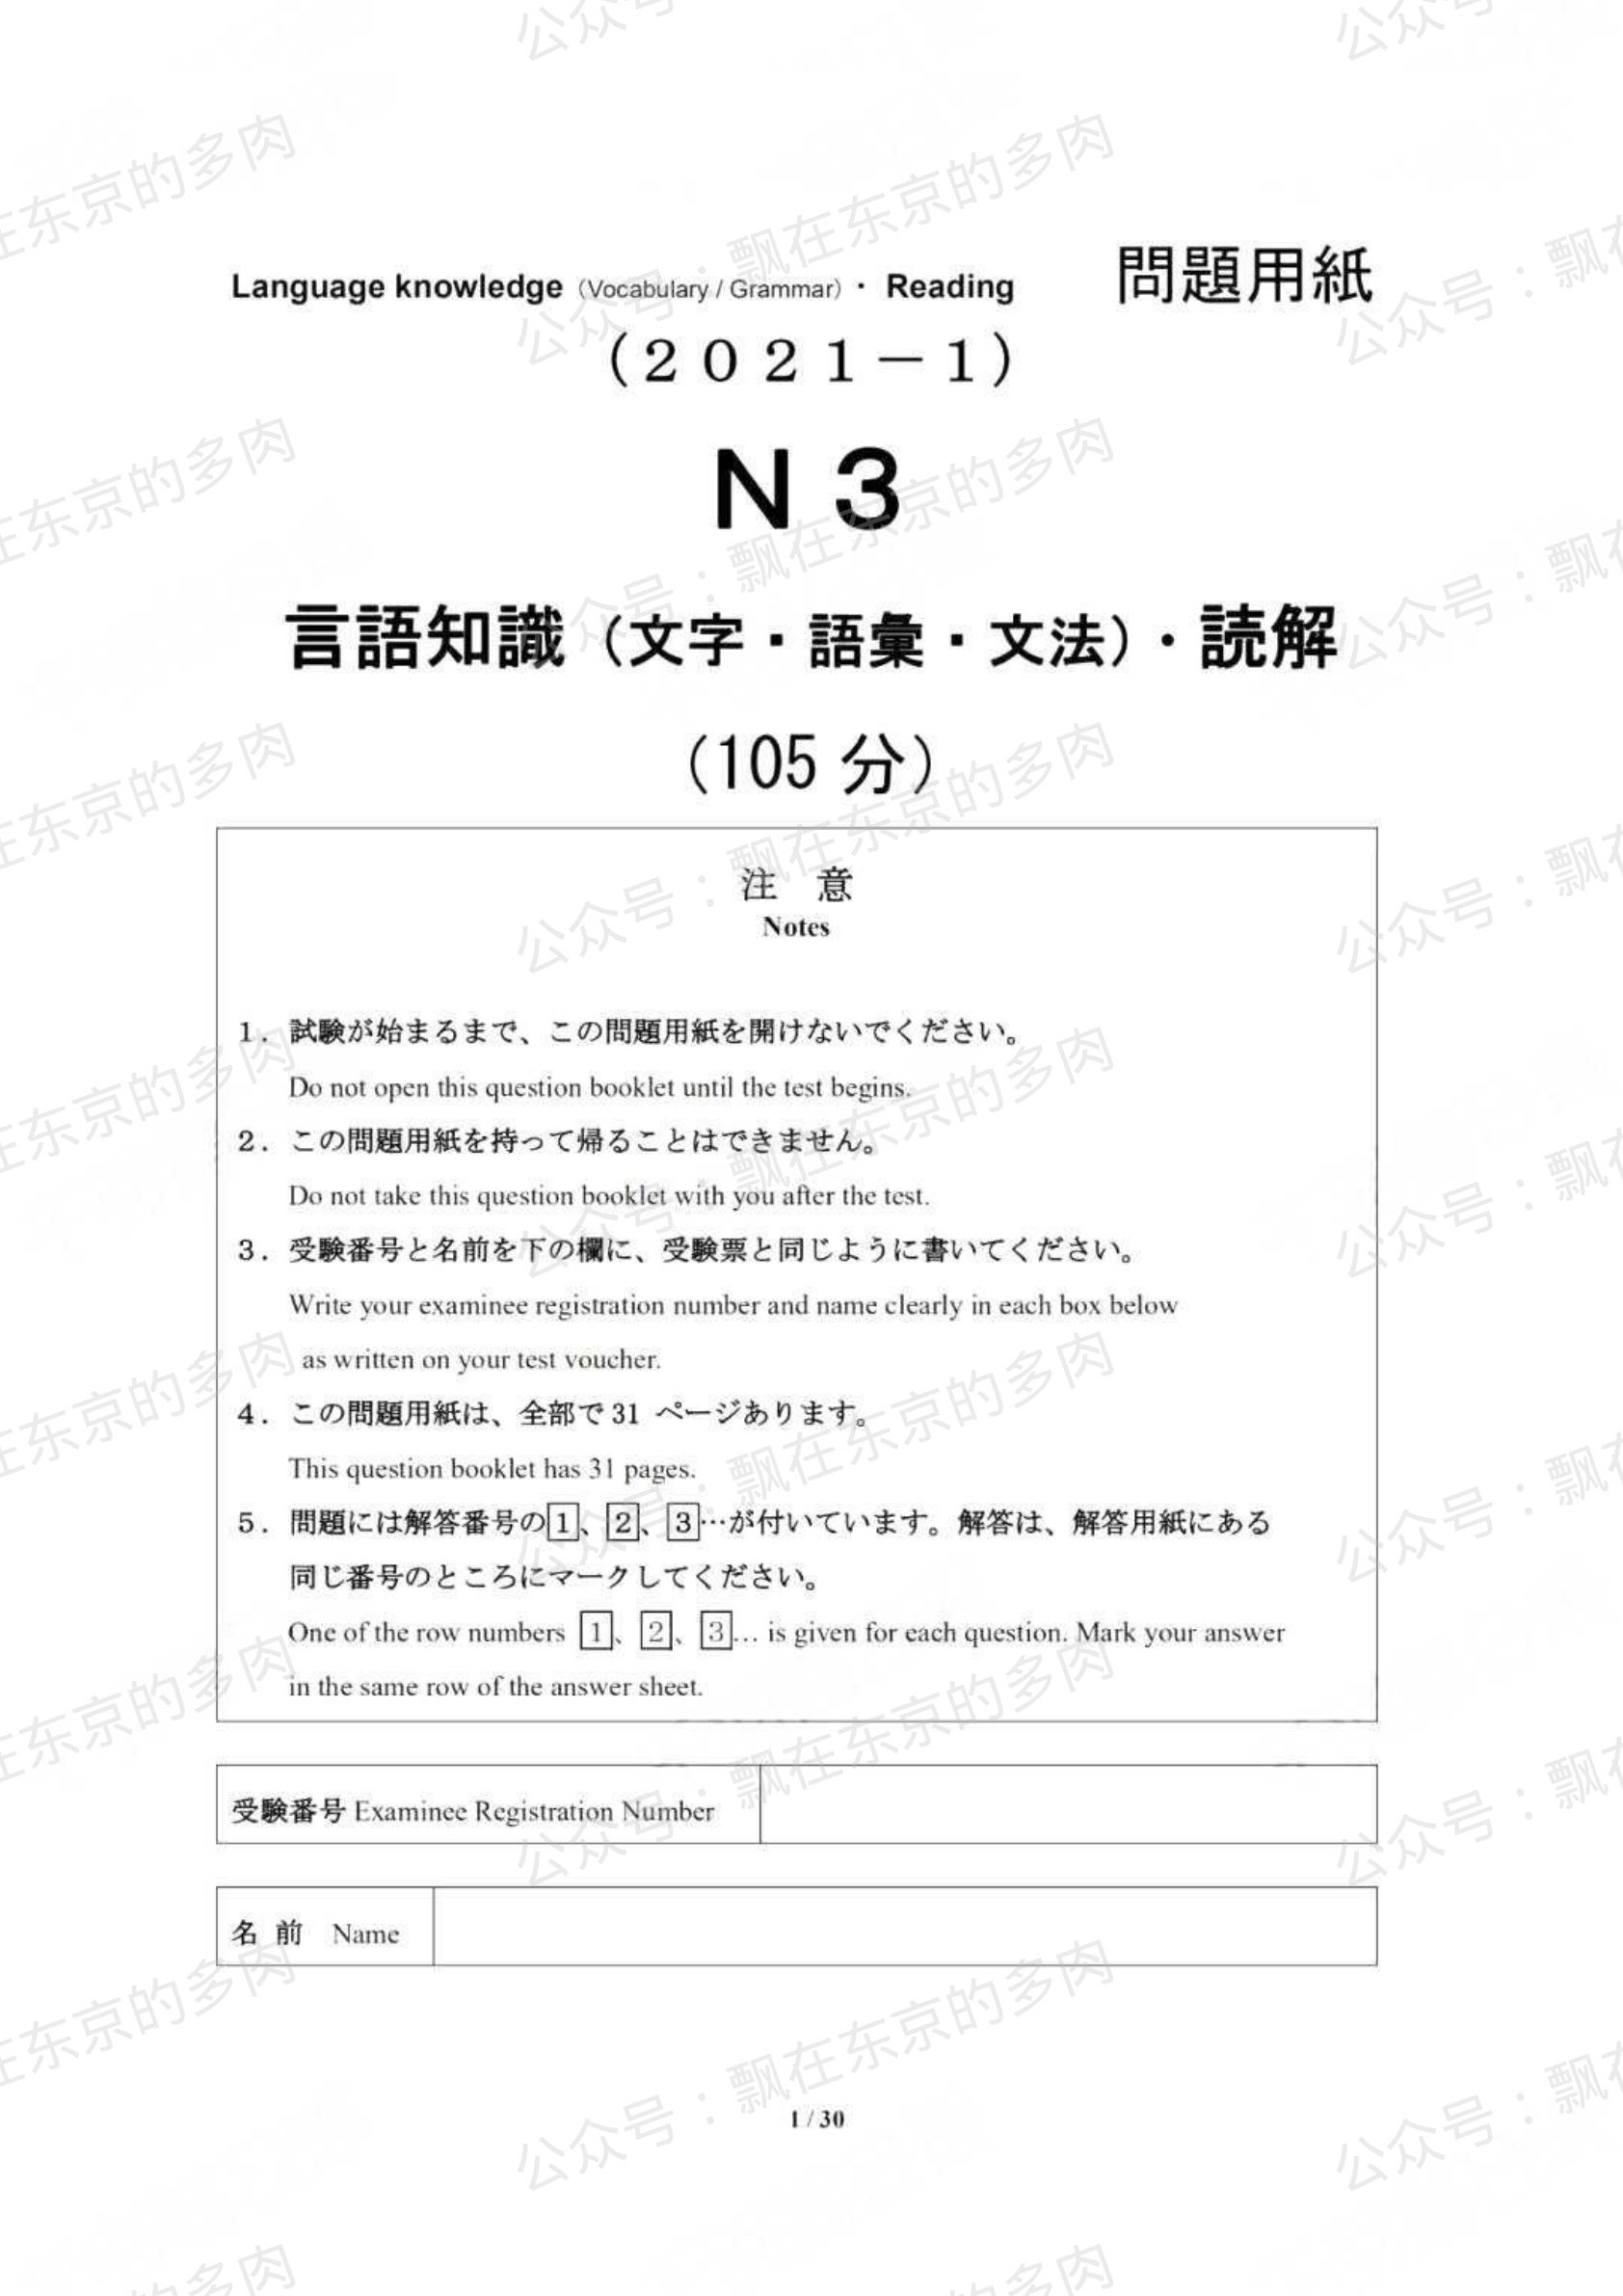 Language knowledge (Vocabulary / Grammar)・ Reading 問題用紙
（２０２１－１）
N 3
言語知識（文字・語彙・文法）・読解
（105 分）
注 意
Notes
1．試験が始まるまで、この問題用紙を開けないでください。
Do not open this question booklet until the test begins.
2．この問題用紙を持って帰ることはできません。
Do not take this question booklet with you after the test.
3．受験番号と名前を下の欄に、受験票と同じように書いてください。
Write your examinee registration number and name clearly in each box below
as written on your test voucher.
4．この問題用紙は、全部で 31 ページあります。
This question booklet has 31 pages.
5．問題には解答番号の1、2、3…が付いています。解答は、解答用紙にある
同じ番号のところにマークしてください。
One of the row numbers 1、2、3… is given for each question. Mark your answer
in the same row of the answer sheet.
受験番号 Examinee Registration Number
名 前 Name
1 / 30
公众号：飘在东京的多肉